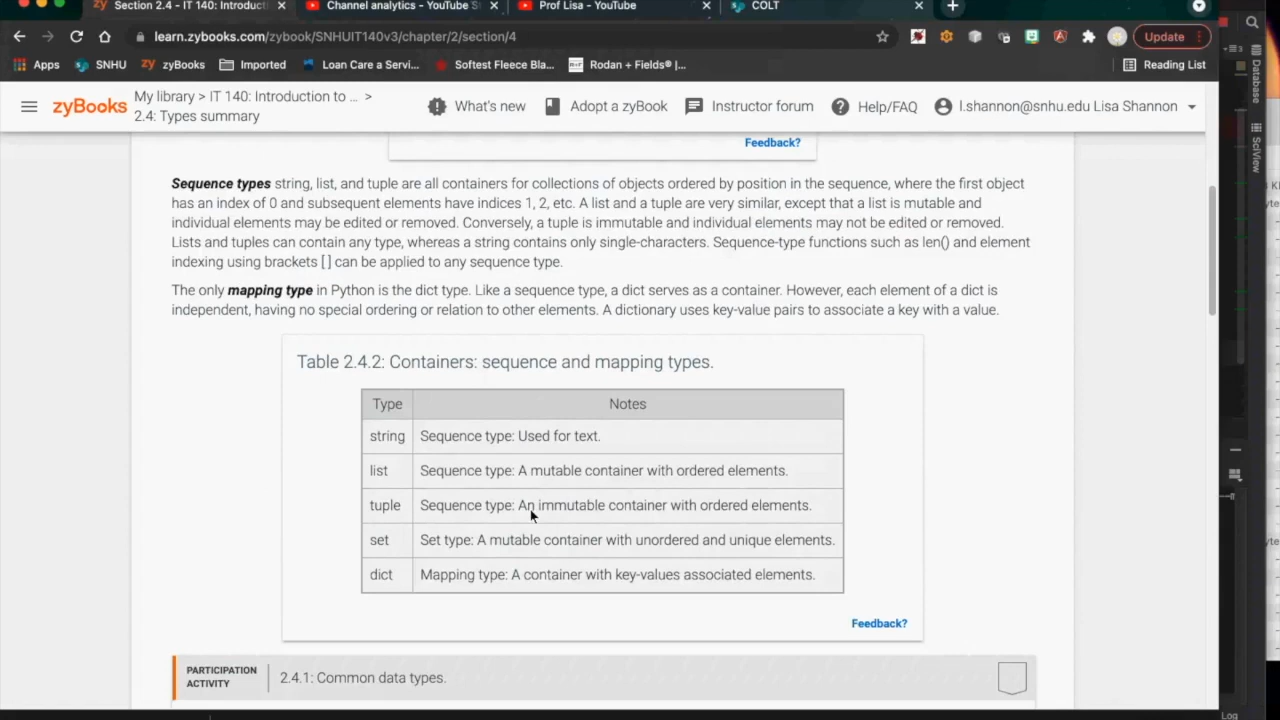 Section 2.4 - IT 140: Introducti
Channel analytics - YouTube S
Prof Lisa - YouTube
COLT
learn.zybooks.com/zybook/SNHUIT140v3/chapter/2/section/4
Update
Apps
SNHU
zyBooks
Imported
Loan Care a Servi...
Softest Fleece Bla...
Rodan + Fields® |...
Reading List
zyBooks
My library > IT 140: Introduction to ... >
2.4: Types summary
What's new
Adopt a zyBook
Instructor forum
Help/FAQ
l.shannon@snhu.edu Lisa Shannon
Database
SciView
Feedback?
Sequence types string, list, and tuple are all containers for collections of objects ordered by position in the sequence, where the first object
has an index of 0 and subsequent elements have indices 1, 2, etc. A list and a tuple are very similar, except that a list is mutable and
individual elements may be edited or removed. Conversely, a tuple is immutable and individual elements may not be edited or removed.
Lists and tuples can contain any type, whereas a string contains only single-characters. Sequence-type functions such as len() and element
indexing using brackets [ ] can be applied to any sequence type.
The only mapping type in Python is the dict type. Like a sequence type, a dict serves as a container. However, each element of a dict is
independent, having no special ordering or relation to other elements. A dictionary uses key-value pairs to associate a key with a value.
Table 2.4.2: Containers: sequence and mapping types.
Type Notes
string Sequence type: Used for text.
list Sequence type: A mutable container with ordered elements.
tuple Sequence type: An immutable container with ordered elements.
set Set type: A mutable container with unordered and unique elements.
dict Mapping type: A container with key-values associated elements.
Feedback?
PARTICIPATION
ACTIVITY
2.4.1: Common data types.
Log